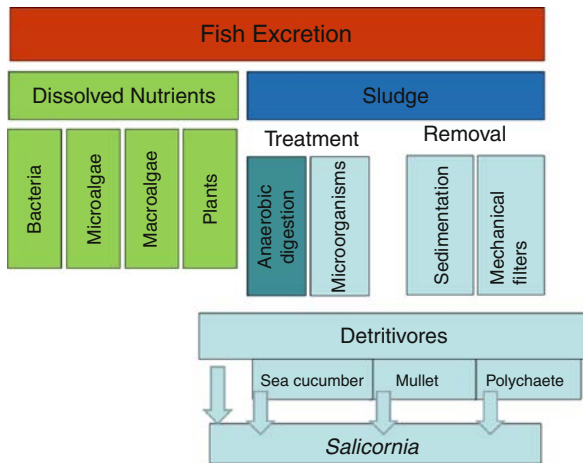 Fish Excretion
Dissolved Nutrients
Sludge
Treatment
Removal
Bacteria
Microalgae
Macroalgae
Plants
Anaerobic
digestion
Microorganisms
Sedimentation
Mechanical
filters
Detritivores
Sea cucumber
Mullet
Polychaete
Salicornia